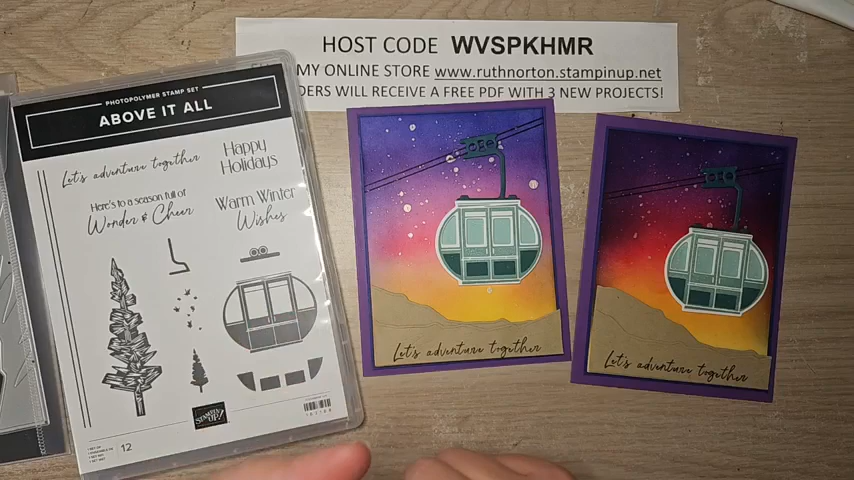 HOST CODE WVSPKHMR
MY ONLINE STORE www.ruthnorton.stampinup.net
DERS WILL RECEIVE A FREE PDF WITH 3 NEW PROJECTS!
PHOTOPOLYMER STAMP SET
ABOVE IT ALL
Let's adventure together
Happy
Holidays
Here's to a season full of
Wonder & Cheer
Warm Winter
Wishes
STAMPIN' UP!
12
Let's adventure together
Let's adventure together